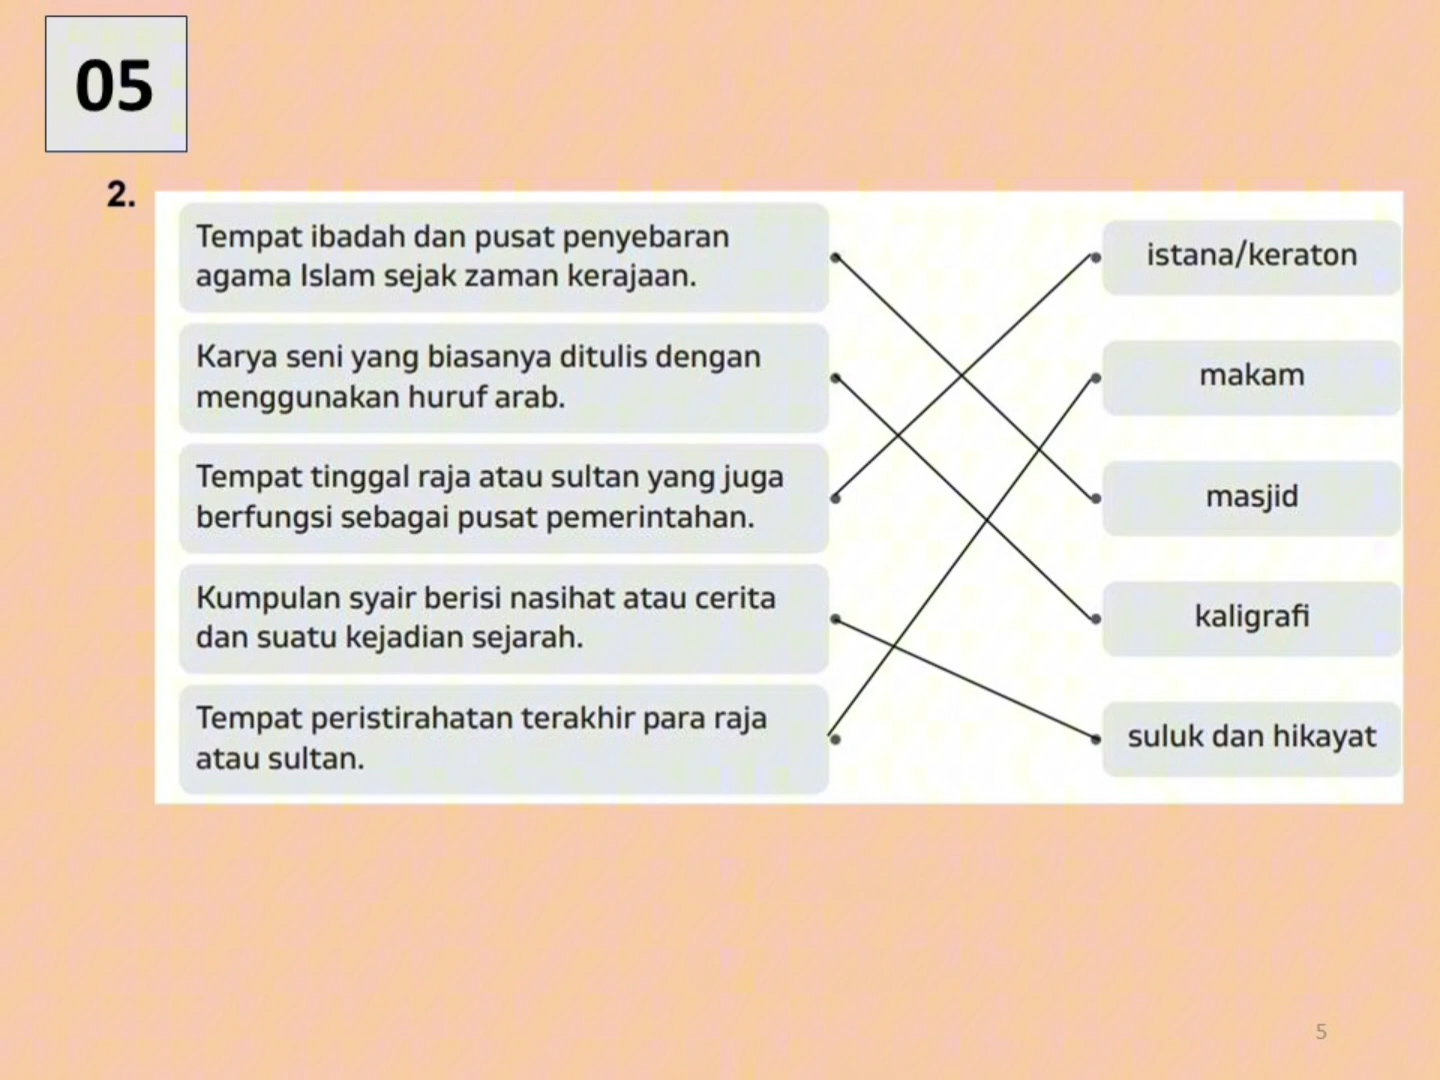 05
2.
Tempat ibadah dan pusat penyebaran
agama Islam sejak zaman kerajaan.
Karya seni yang biasanya ditulis dengan
menggunakan huruf arab.
Tempat tinggal raja atau sultan yang juga
berfungsi sebagai pusat pemerintahan.
Kumpulan syair berisi nasihat atau cerita
dan suatu kejadian sejarah.
Tempat peristirahatan terakhir para raja
atau sultan.
istana/keraton
makam
masjid
kaligrafi
suluk dan hikayat
5